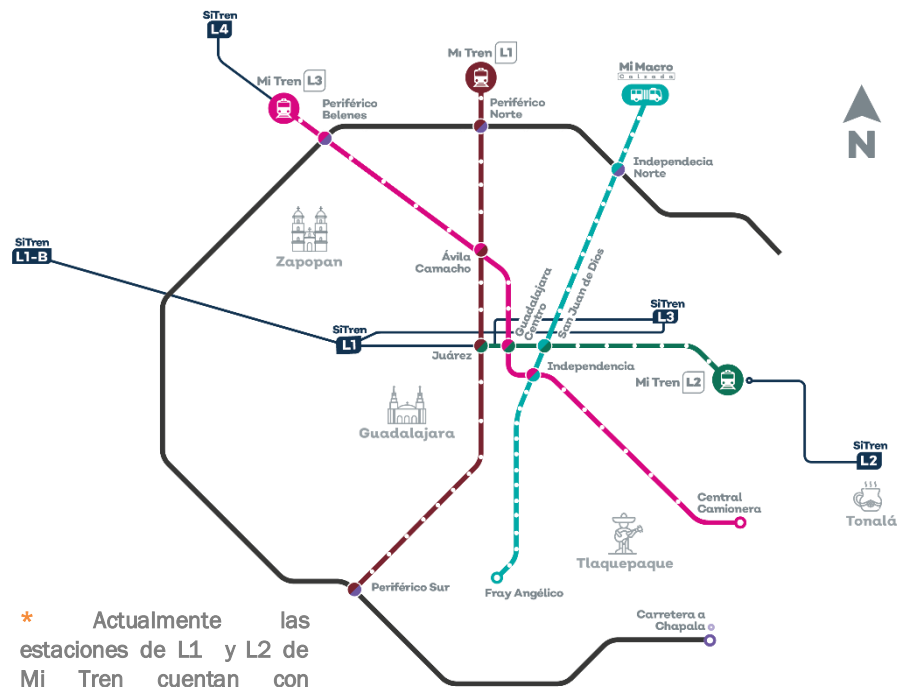 SiTren
L4
Mi Tren L1
Mi Tren L3
Mi Macro
Calzada
Periférico
Belenes
Periférico
Norte
N
Independecia
Norte
Zapopan
SiTren
L1-B
Ávila
Camacho
Guadalajara
Centro
San Juan de Dios
SiTren
L3
SiTren
L1
Juárez
Independencia
Mi Tren L2
Guadalajara
SiTren
L2
Central
Camionera
Tonalá
Tlaquepaque
Periférico Sur
Fray Angélico
Carretera a
Chapala
* Actualmente las
estaciones de L1 y L2 de
Mi Tren cuentan con